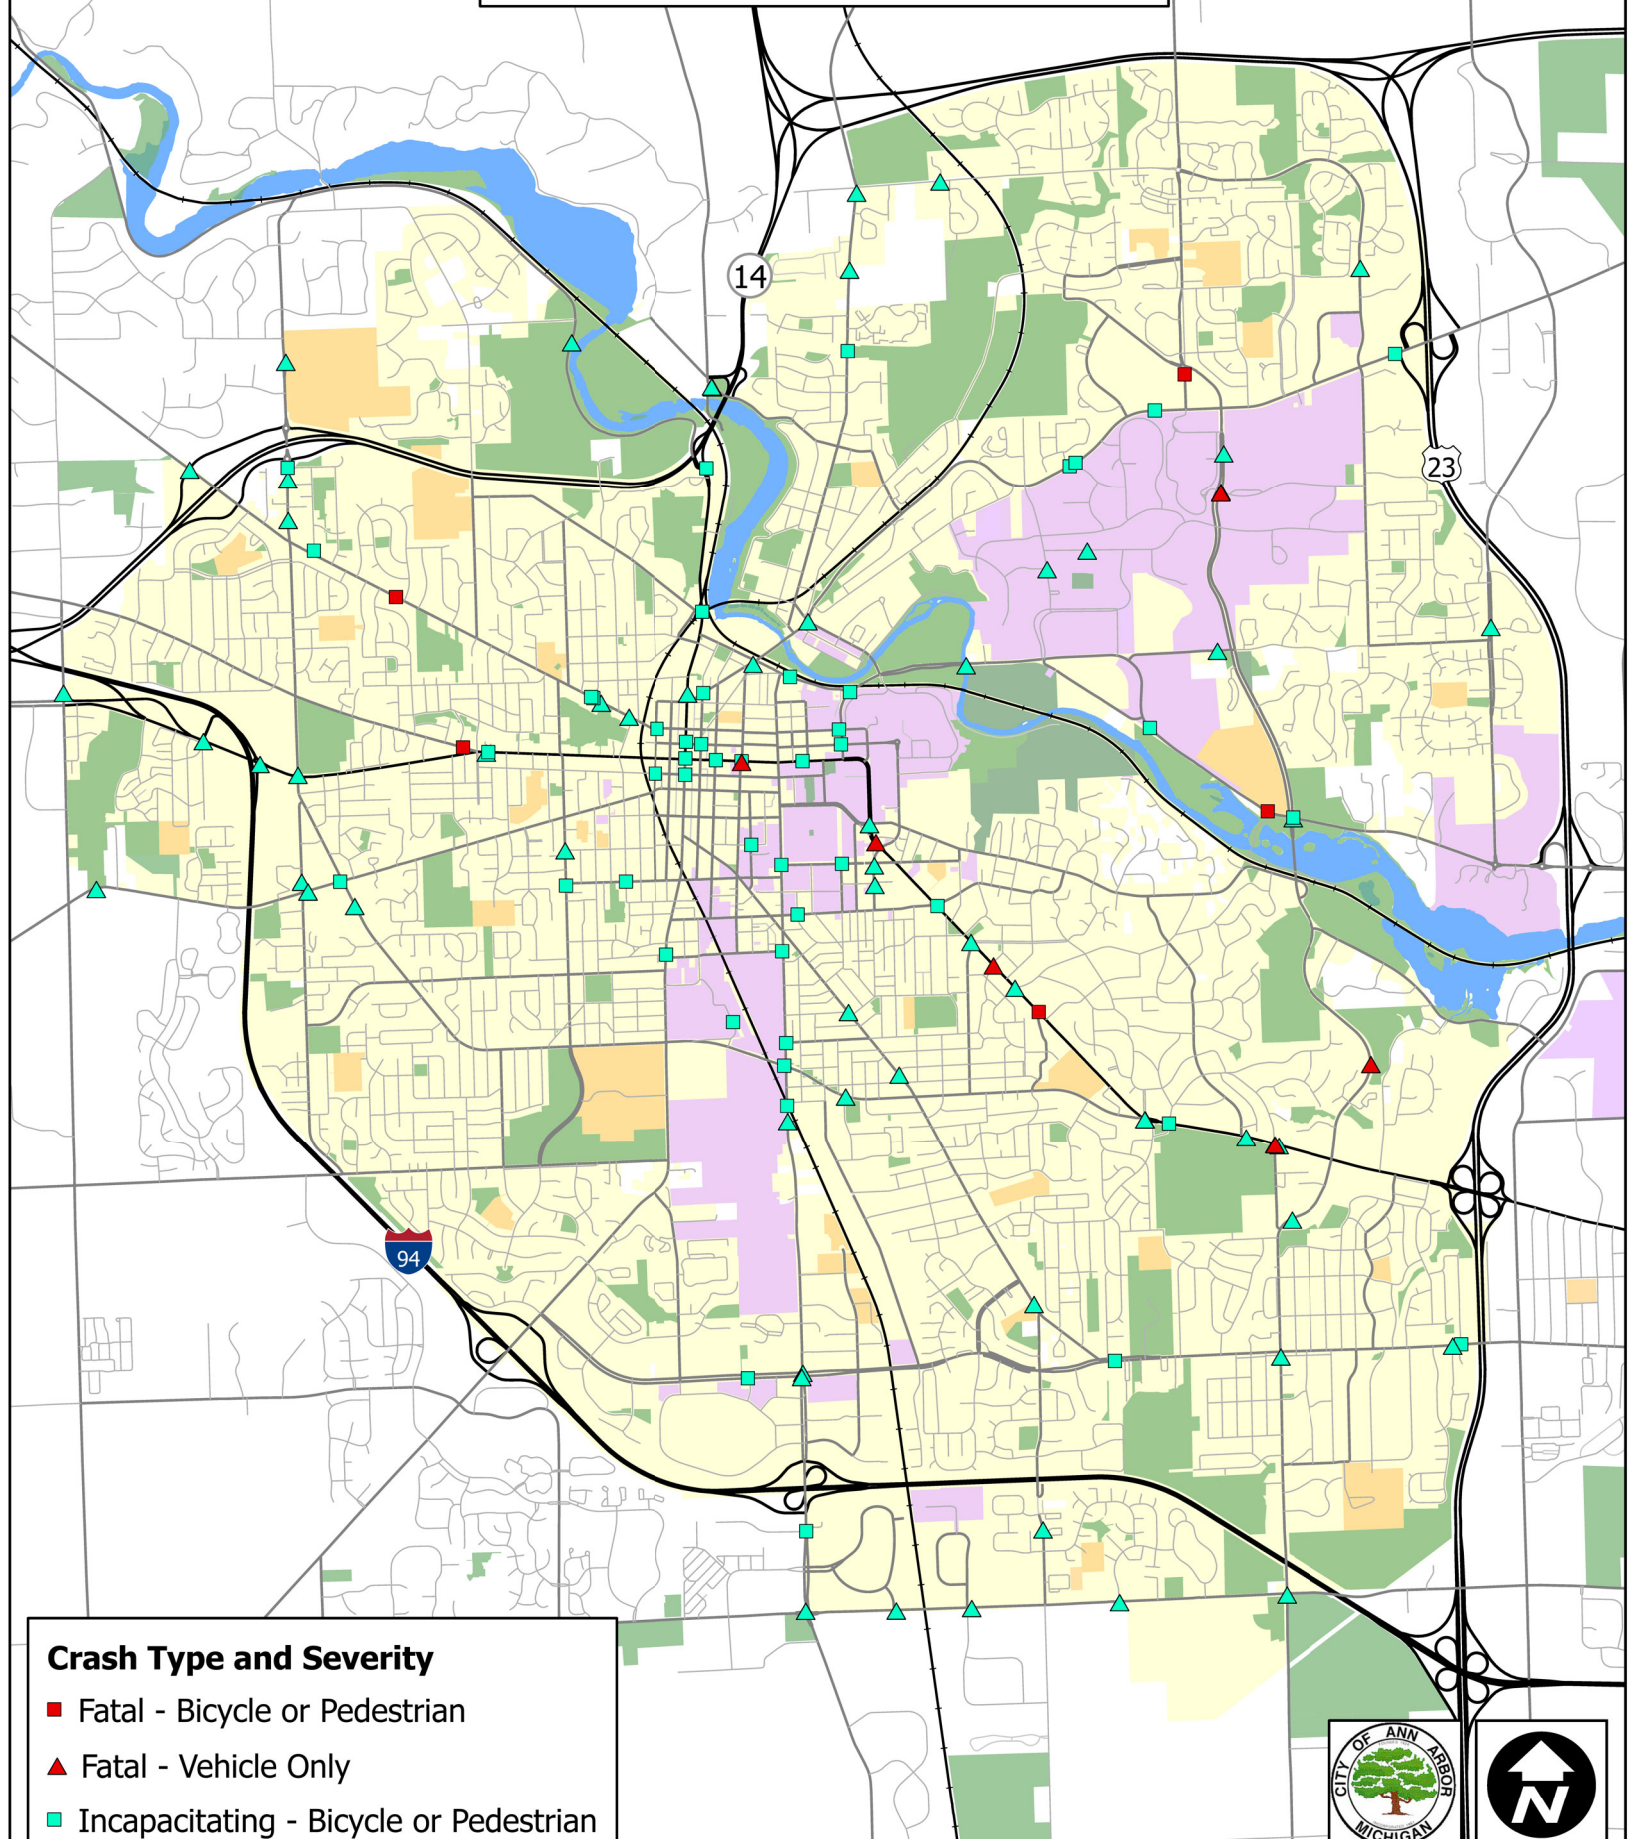 14
23
94
Crash Type and Severity
Fatal - Bicycle or Pedestrian
Fatal - Vehicle Only
Incapacitating - Bicycle or Pedestrian
CITY OF ANN ARBOR
MICHIGAN
N